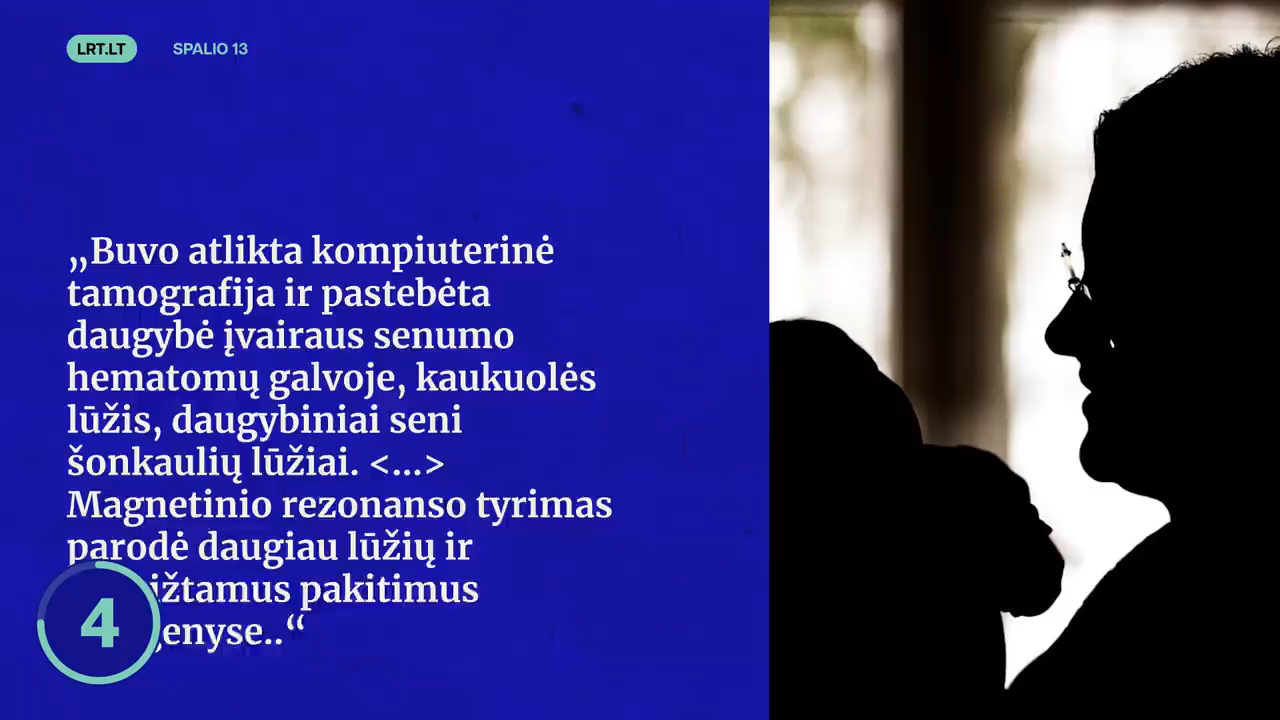 LRT.LT SPALIO 13
„Buvo atlikta kompiuterinė
tamografija ir pastebėta
daugybė įvairaus senumo
hematomų galvoje, kaukuolės
lūžis, daugybiniai seni
šonkaulių lūžiai. <...>
Magnetinio rezonanso tyrimas
parodė daugiau lūžių ir
pakitimus
4